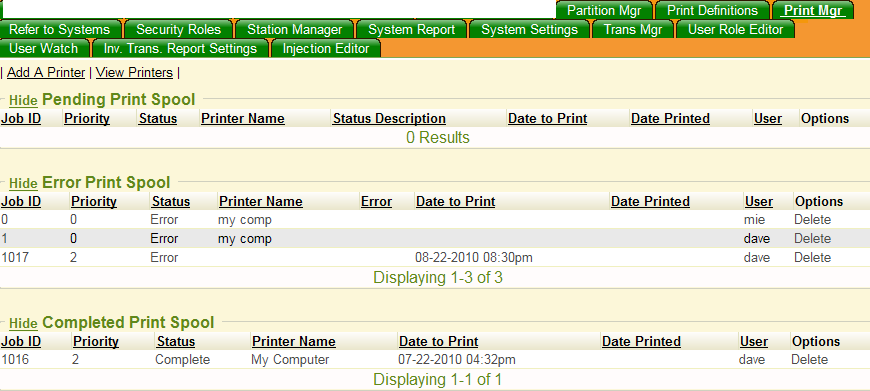 Partition Mgr Print Definitions Print Mgr
Refer to Systems Security Roles Station Manager System Report System Settings Trans Mgr User Role Editor
User Watch Inv. Trans. Report Settings Injection Editor
| Add A Printer | View Printers |
Hide Pending Print Spool
Job ID Priority Status Printer Name Status Description Date to Print Date Printed User Options
0 Results
Hide Error Print Spool
Job ID Priority Status Printer Name Error Date to Print Date Printed User Options
0 0 Error my comp mie Delete
1 0 Error my comp dave Delete
1017 2 Error 08-22-2010 08:30pm dave Delete
Displaying 1-3 of 3
Hide Completed Print Spool
Job ID Priority Status Printer Name Date to Print Date Printed User Options
1016 2 Complete My Computer 07-22-2010 04:32pm dave Delete
Displaying 1-1 of 1